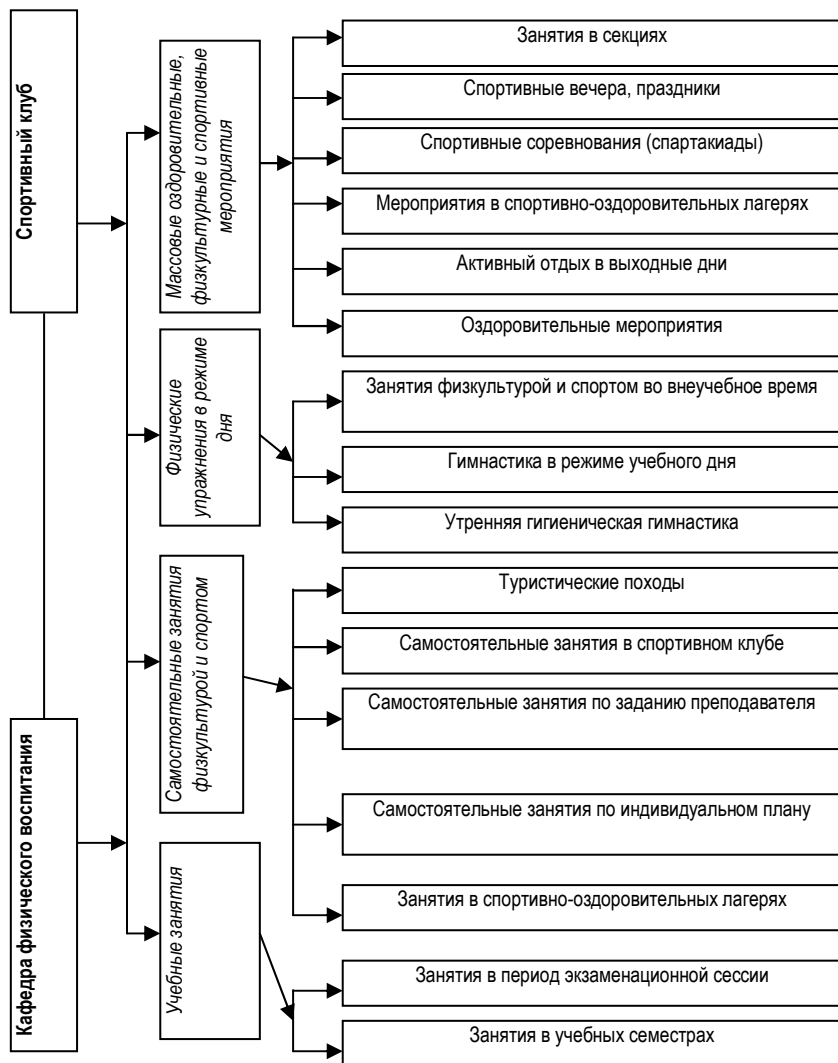 Спортивный клуб
Кафедра физического воспитания
Массовые оздоровительные,
физкультурные и спортивные
мероприятия
Занятия в секциях
Спортивные вечера, праздники
Спортивные соревнования (спартакиады)
Мероприятия в спортивно-оздоровительных лагерях
Активный отдых в выходные дни
Оздоровительные мероприятия
Физические
упражнения в режиме
дня
Занятия физкультурой и спортом во внеучебное время
Гимнастика в режиме учебного дня
Утренняя гигиеническая гимнастика
Самостоятельные занятия
физкультурой и спортом
Туристические походы
Самостоятельные занятия в спортивном клубе
Самостоятельные занятия по заданию преподавателя
Самостоятельные занятия по индивидуальном плану
Занятия в спортивно-оздоровительных лагерях
Учебные занятия
Занятия в период экзаменационной сессии
Занятия в учебных семестрах